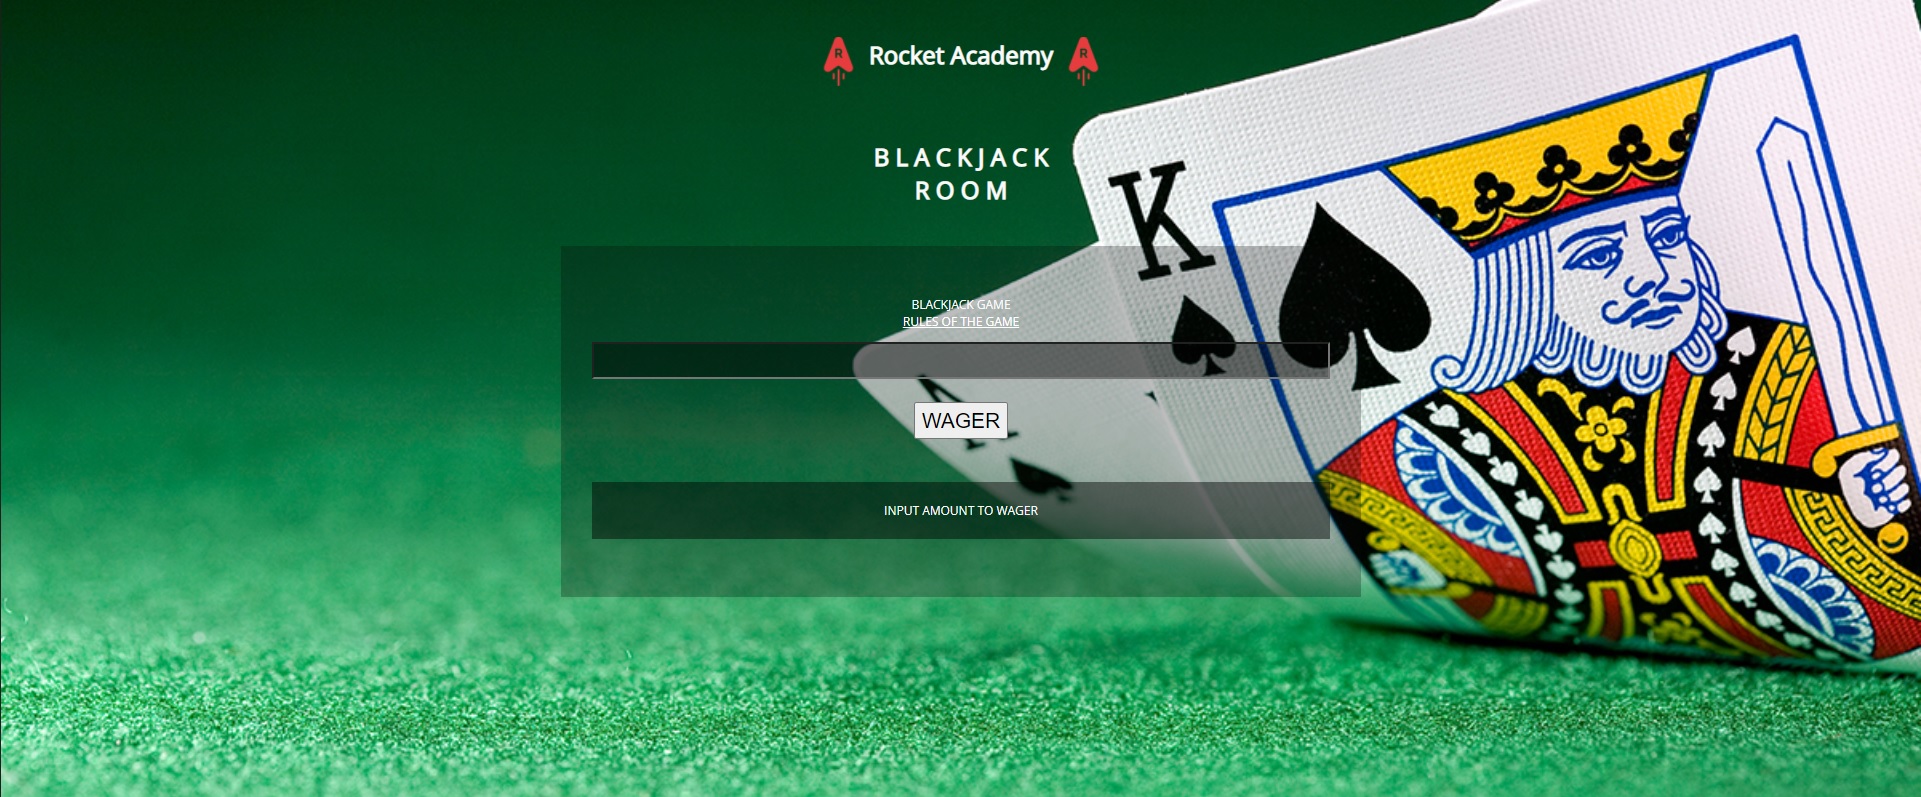 R Rocket Academy R
BLACKJACK
ROOM
K
BLACKJACK GAME
RULES OF THE GAME
A
WAGER
INPUT AMOUNT TO WAGER